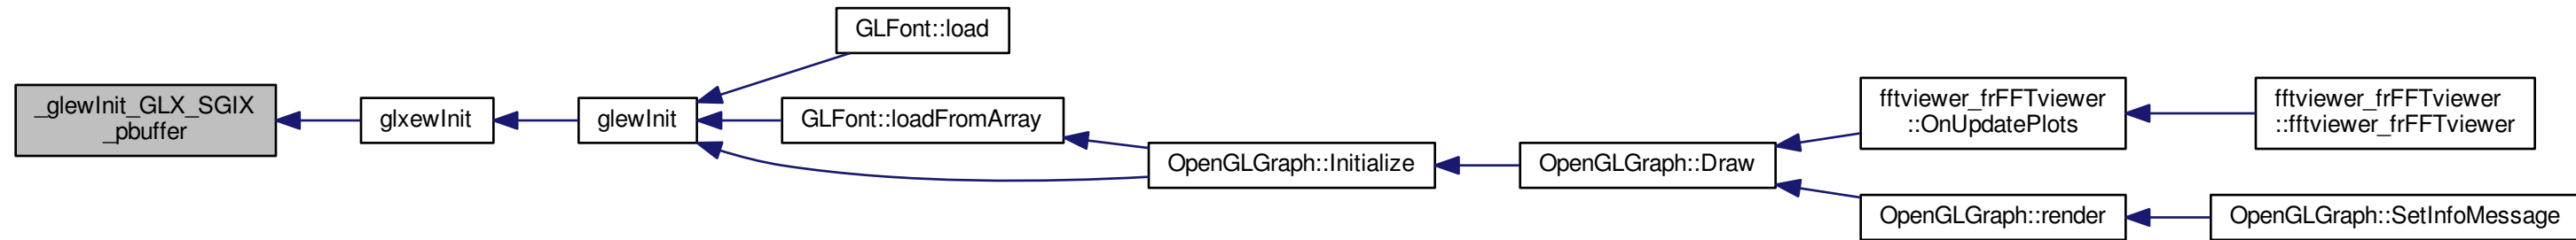 _glewInit_GLX_SGIX
_pbuffer
glxewInit
glewInit
GLFont::load
GLFont::loadFromArray
OpenGLGraph::Initialize
OpenGLGraph::Draw
fftviewer_frFFTviewer
::OnUpdatePlots
fftviewer_frFFTviewer
::fftviewer_frFFTviewer
OpenGLGraph::render
OpenGLGraph::SetInfoMessage